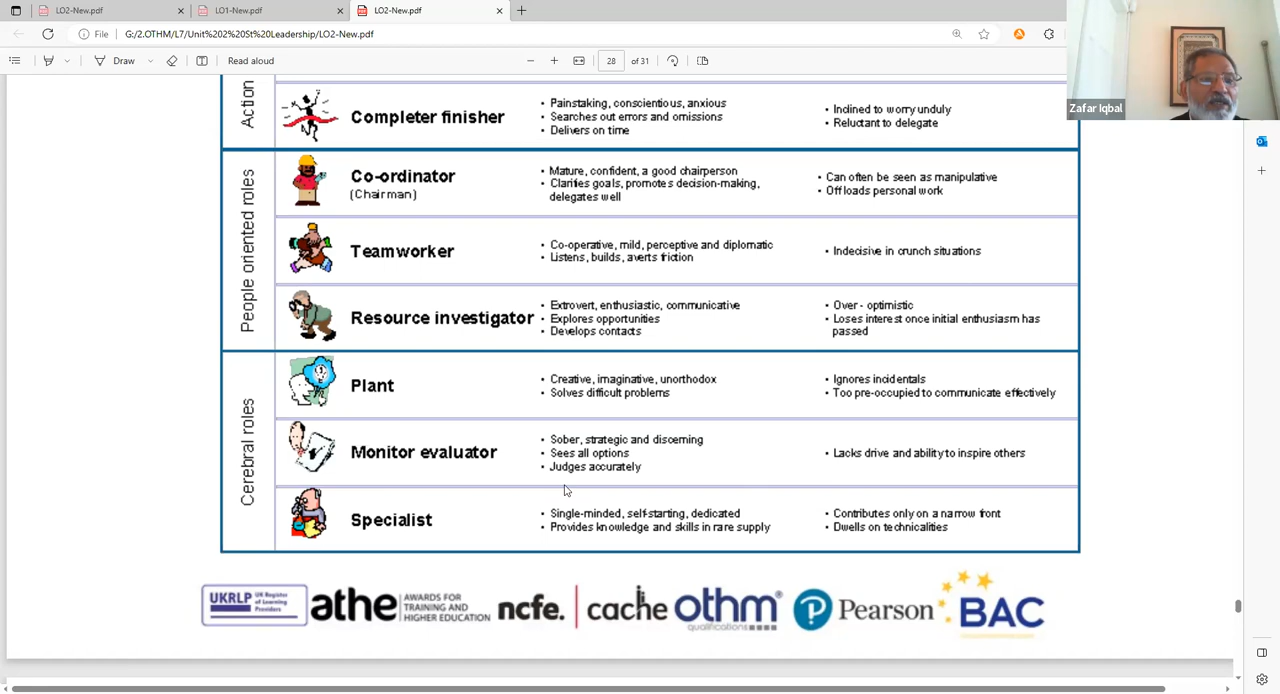 LO2-New.pdf
LO1-New.pdf
LO2-New.pdf
File
G:/2.OTHM/L7/Unit%202%20St%20Leadership/LO2-New.pdf
Draw
Read aloud
28 of 31
Zafar Iqbal
Action
Completer finisher
• Painstaking, conscientious, anxious
• Searches out errors and omissions
• Delivers on time
• Inclined to worry unduly
• Reluctant to delegate
People oriented roles
Co-ordinator
(Chairman)
• Mature, confident, a good chairperson
• Clarifies goals, promotes decision-making,
delegates well
• Can often be seen as manipulative
• Off loads personal work
Teamworker
• Co-operative, mild, perceptive and diplomatic
• Listens, builds, averts friction
• Indecisive in crunch situations
Resource investigator
• Extrovert, enthusiastic, communicative
• Explores opportunities
• Develops contacts
• Over - optimistic
• Loses interest once initial enthusiasm has
passed
Cerebral roles
Plant
• Creative, imaginative, unorthodox
• Solves difficult problems
• Ignores incidentals
• Too pre-occupied to communicate effectively
Monitor evaluator
• Sober, strategic and discerning
• Sees all options
• Judges accurately
• Lacks drive and ability to inspire others
Specialist
• Single-minded, self-starting, dedicated
• Provides knowledge and skills in rare supply
• Contributes only on a narrow front
• Dwells on technicalities
UKRLP
UK Register
of Learning
Providers
athe
AWARDS FOR
TRAINING AND
HIGHER EDUCATION
ncfe.
cache
othm
qualifications
Pearson
BAC